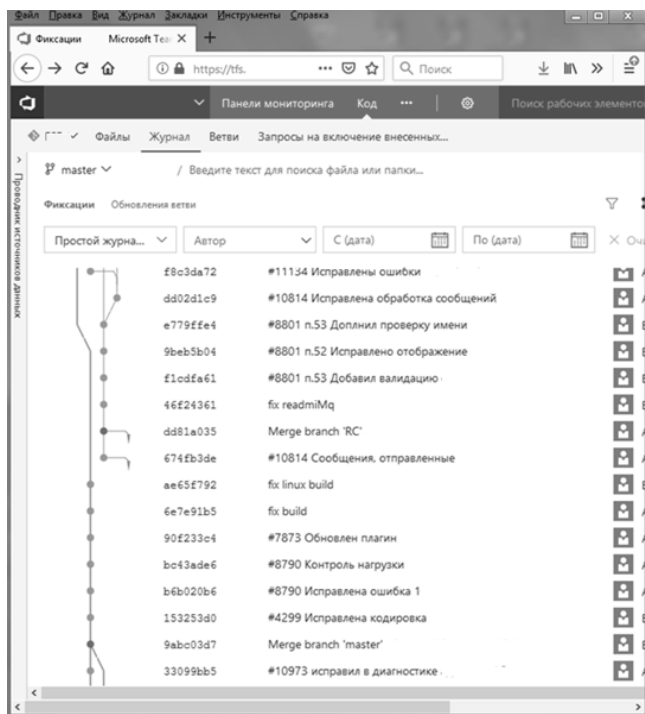 Файл Правка Вид Журнал Закладки Инструменты Справка
Фиксации Microsoft Tea
https://tfs. Поиск
Панели мониторинга Код Поиск рабочих элементо
Файлы Журнал Ветви Запросы на включение внесенных...
Проводник источников данных
master / Введите текст для поиска файла или папки...
Фиксации Обновления ветви
Простой журна... Автор С (дата) По (дата) Очи
f8c3da72 #11134 Исправлены ошибки
dd02d1c9 #10814 Исправлена обработка сообщений
e779ffe4 #8801 п.53 Доплнил проверку имени
9beb5b04 #8801 п.52 Исправлено отображение
f1cdfa61 #8801 п.53 Добавил валидацию
46f24361 fix readmiMq
dd81a035 Merge branch 'RC'
674fb3de #10814 Сообщения, отправленные
ae65f792 fix linux build
6e7e91b5 fix build
90f233c4 #7873 Обновлен плагин
bc43ade6 #8790 Контроль нагрузки
b6b020b6 #8790 Исправлена ошибка 1
153253d0 #4299 Исправлена кодировка
9abc03d7 Merge branch 'master'
33099bb5 #10973 исправил в диагностике